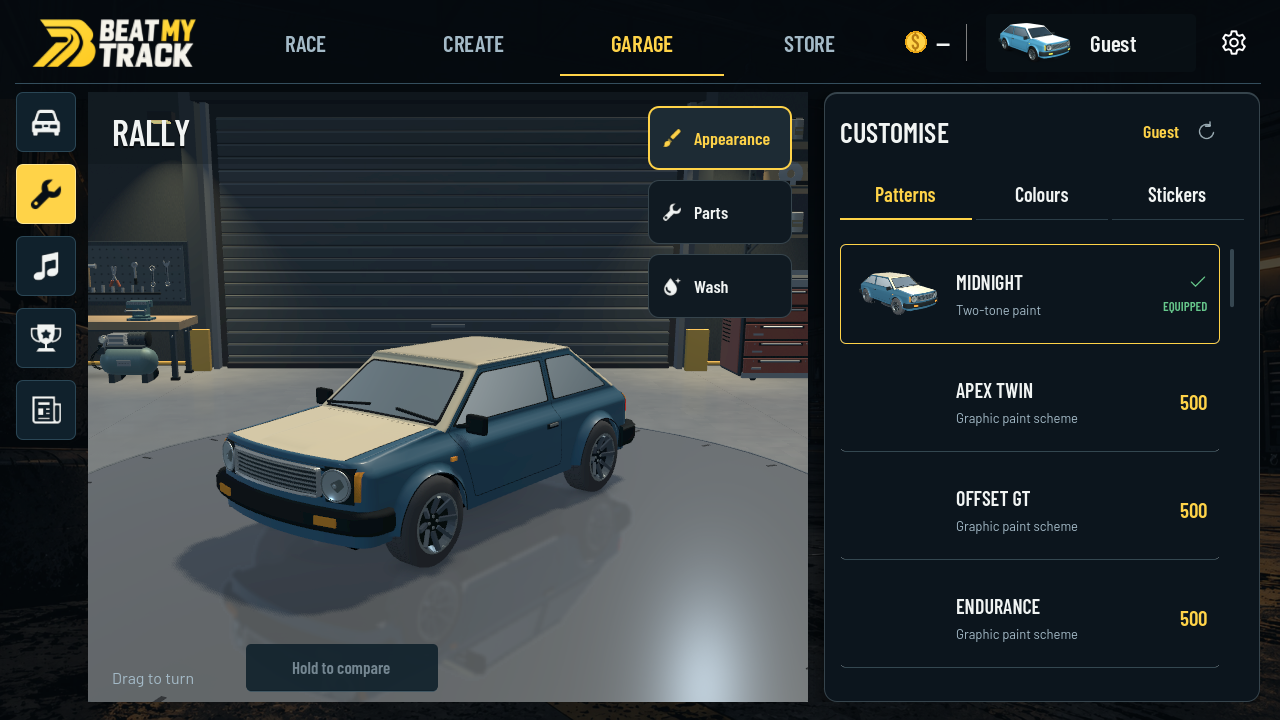 BEATMY
TRACK
RACE
CREATE
GARAGE
STORE
–
Guest
RALLY
Appearance
Parts
Wash
Drag to turn
Hold to compare
CUSTOMISE
Guest
Patterns
Colours
Stickers
MIDNIGHT
Two-tone paint
EQUIPPED
APEX TWIN
Graphic paint scheme
500
OFFSET GT
Graphic paint scheme
500
ENDURANCE
Graphic paint scheme
500